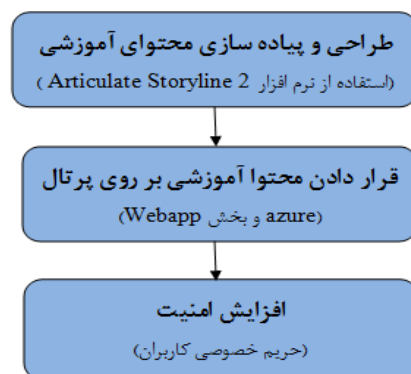 طراحی و پیاده سازی محتوای آموزشی
(استفاده از نرم افزار Articulate Storyline 2 )
قرار دادن محتوا آموزشی بر روی پرتال
(azure و بخش Webapp)
افزایش امنیت
(حریم خصوصی کاربران)